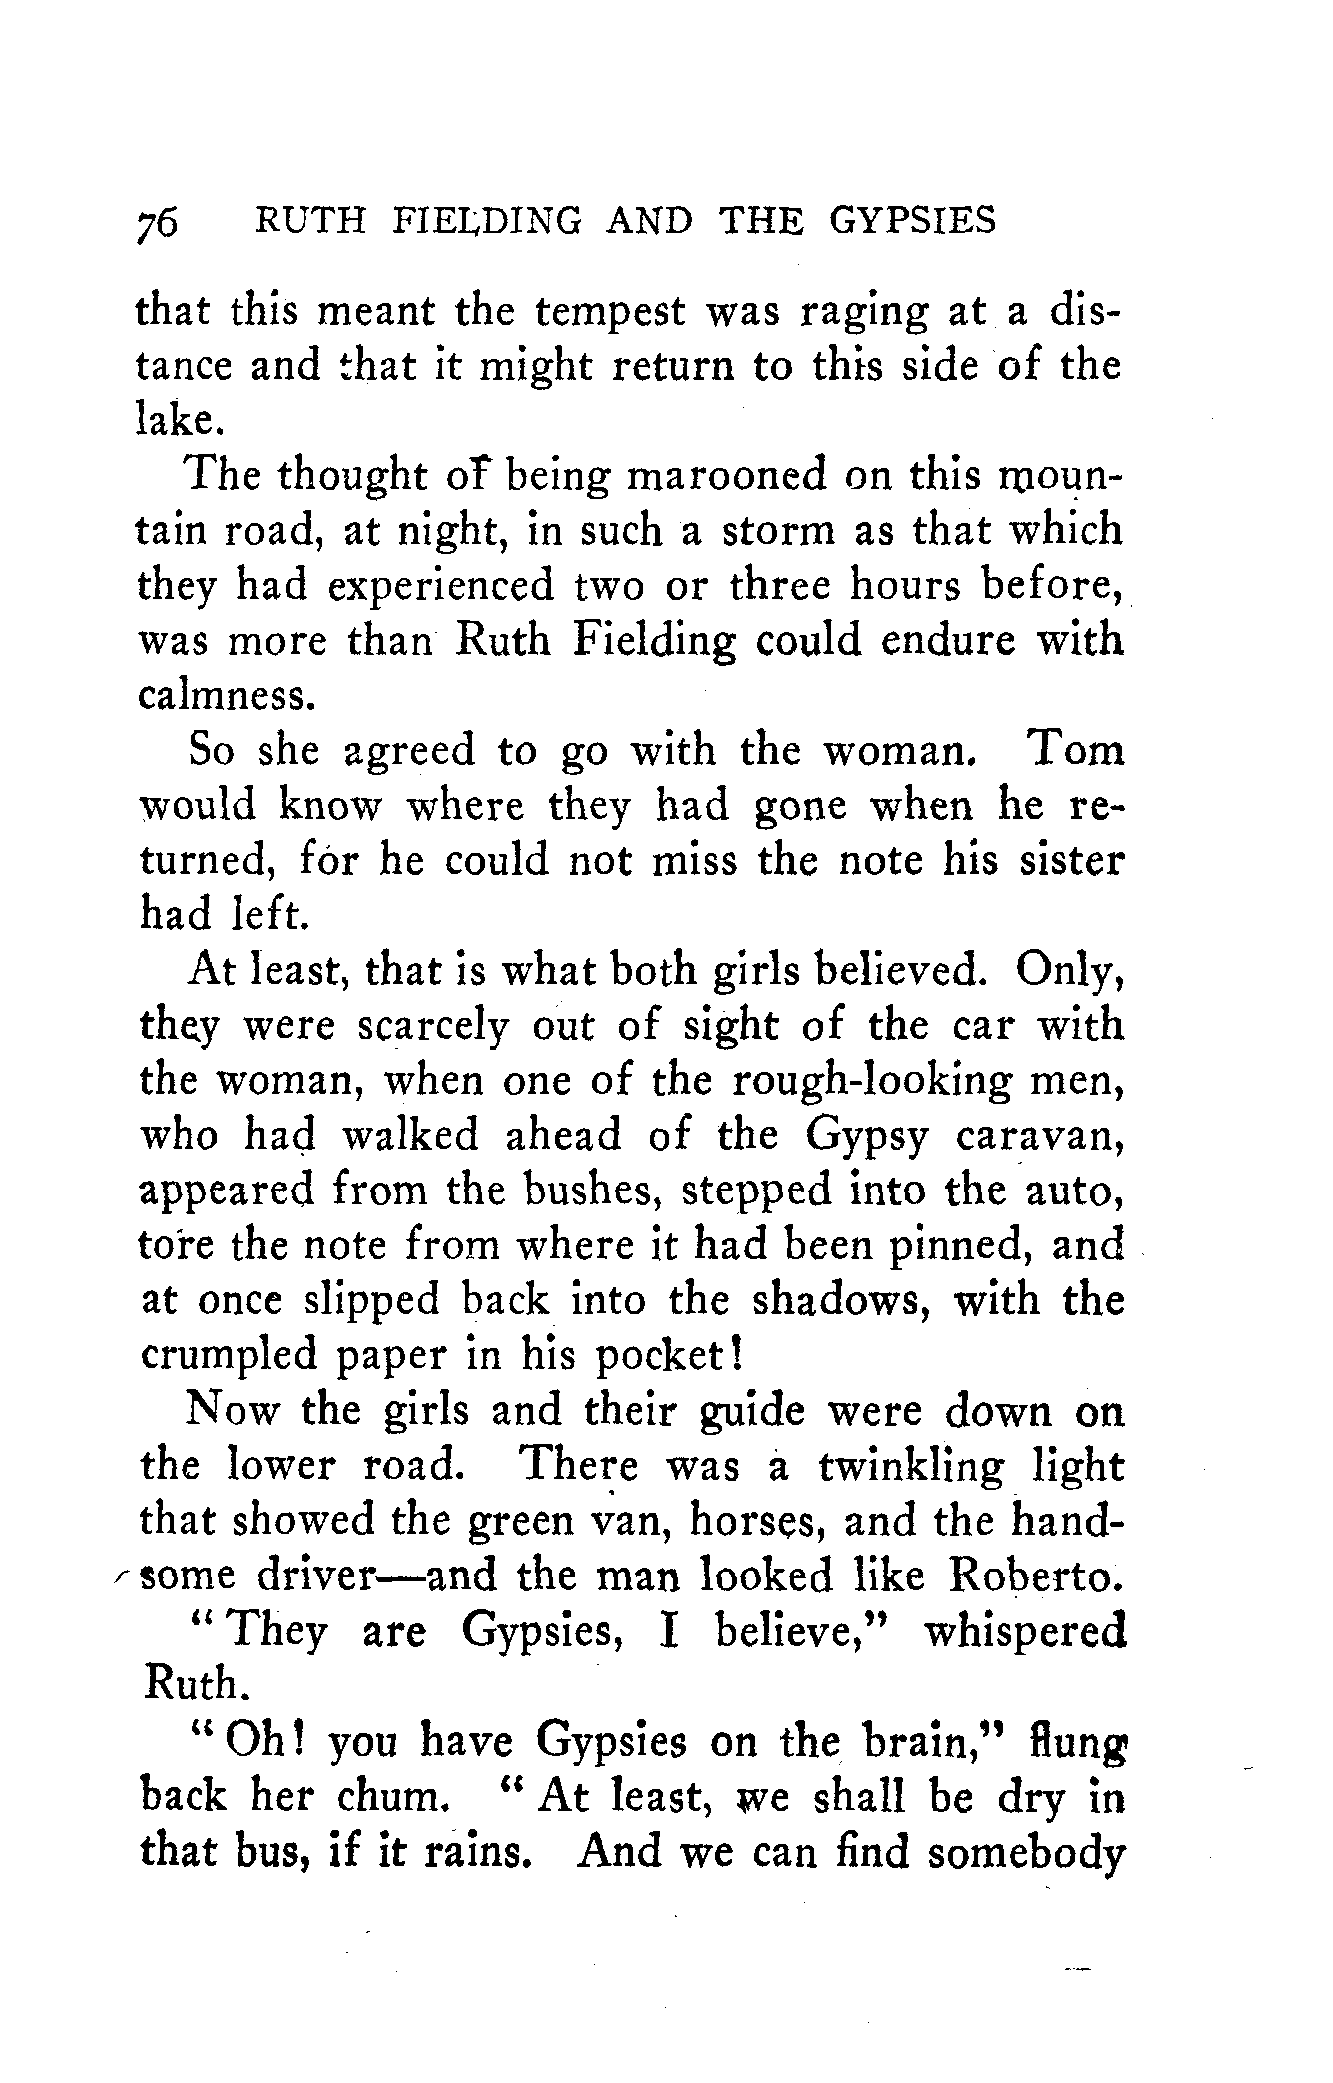 76 RUTH FIELDING AND THE GYPSIES
that this meant the tempest was raging at a dis-
tance and that it might return to this side of the
lake.
The thought of being marooned on this moun-
tain road, at night, in such a storm as that which
they had experienced two or three hours before,
was more than Ruth Fielding could endure with
calmness.
So she agreed to go with the woman. Tom
would know where they had gone when he re-
turned, for he could not miss the note his sister
had left.
At least, that is what both girls believed. Only,
they were scarcely out of sight of the car with
the woman, when one of the rough-looking men,
who had walked ahead of the Gypsy caravan,
appeared from the bushes, stepped into the auto,
tore the note from where it had been pinned, and
at once slipped back into the shadows, with the
crumpled paper in his pocket!
Now the girls and their guide were down on
the lower road. There was a twinkling light
that showed the green van, horses, and the hand-
some driver—and the man looked like Roberto.
"They are Gypsies, I believe," whispered
Ruth.
"Oh! you have Gypsies on the brain," flung
back her chum. "At least, we shall be dry in
that bus, if it rains. And we can find somebody